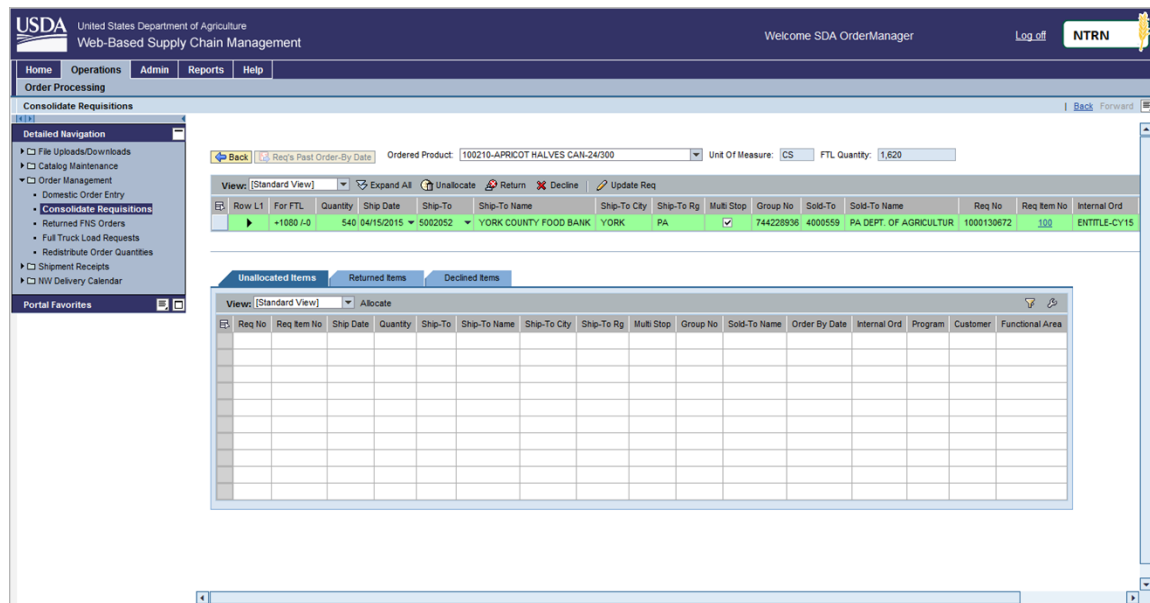 USDA United States Department of Agriculture
Web-Based Supply Chain Management
Welcome SDA OrderManager
Log off
NTRN
Home Operations Admin Reports Help
Order Processing
Consolidate Requisitions
Back Forward
Detailed Navigation
File Uploads/Downloads
Catalog Maintenance
Order Management
Domestic Order Entry
Consolidate Requisitions
Returned FNS Orders
Full Truck Load Requests
Redistribute Order Quantities
Shipment Receipts
NW Delivery Calendar
Portal Favorites
Back Req's Past Order-By Date Ordered Product: 100210-APRICOT HALVES CAN-24/300 Unit Of Measure: CS FTL Quantity: 1,620
View: [Standard View] Expand All Unallocate Return Decline Update Req
Row L1 For FTL Quantity Ship Date Ship-To Ship-To Name Ship-To City Ship-To Rg Multi Stop Group No Sold-To Sold-To Name Req No Req Item No Internal Ord
+1080 /-0 540 04/15/2015 5002052 YORK COUNTY FOOD BANK YORK PA 744228936 4000559 PA DEPT. OF AGRICULTUR 1000130672 100 ENTITLE-CY15
Unallocated Items Returned Items Declined Items
View: [Standard View] Allocate
Req No Req Item No Ship Date Quantity Ship-To Ship-To Name Ship-To City Ship-To Rg Multi Stop Group No Sold-To Name Order By Date Internal Ord Program Customer Functional Area